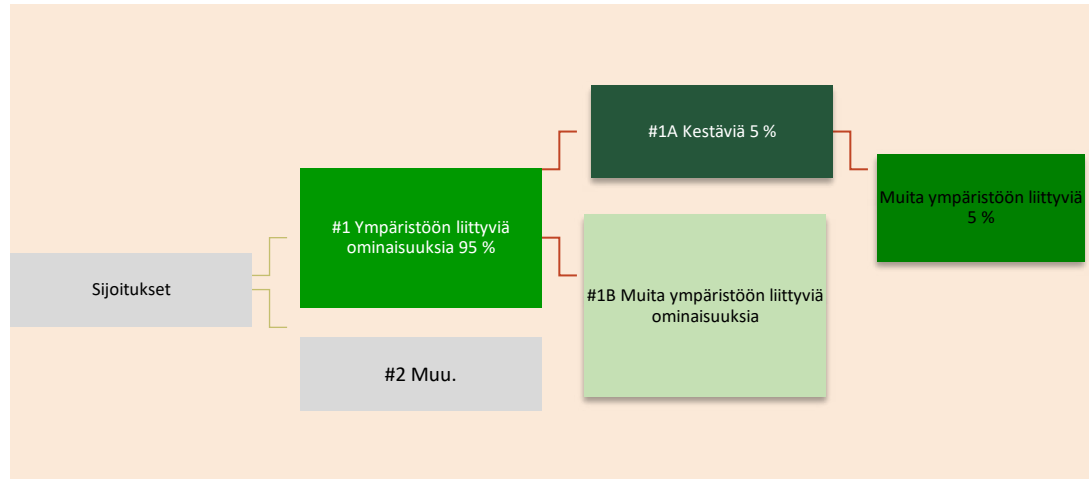 Sijoitukset
#1 Ympäristöön liittyviä
ominaisuuksia 95 %
#2 Muu.
#1A Kestäviä 5 %
#1B Muita ympäristöön liittyviä
ominaisuuksia
Muita ympäristöön liittyviä
5 %